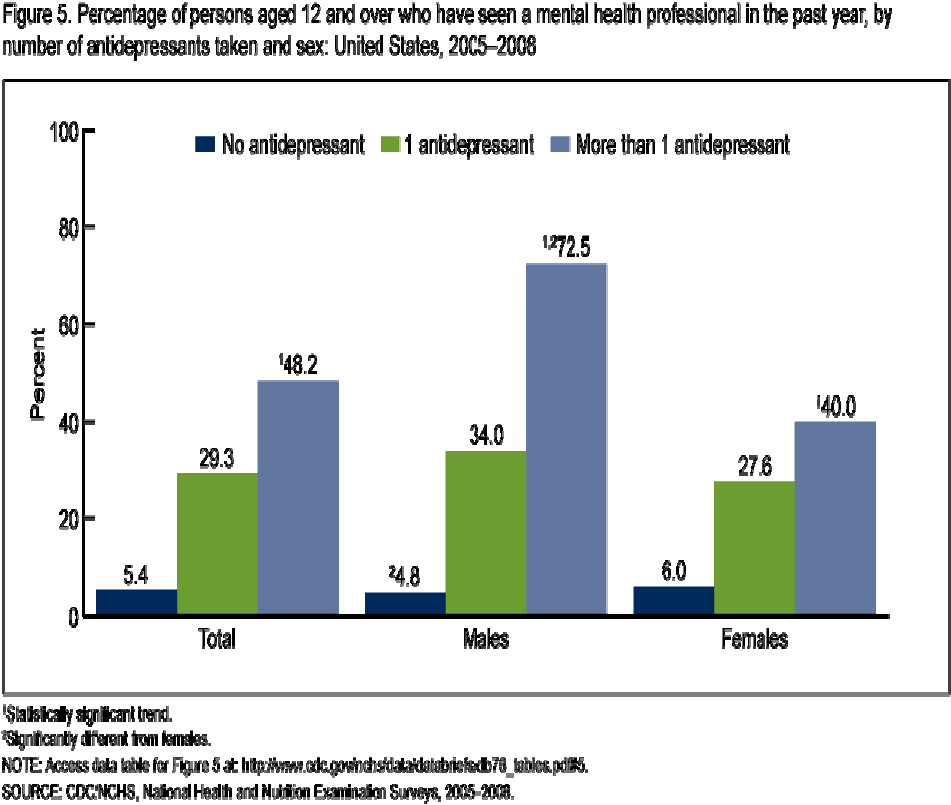 Figure 5. Percentage of persons aged 12 and over who have seen a mental health professional in the past year, by
number of antidepressants taken and sex: United States, 2005–2008
100
No antidepressant 1 antidepressant More than 1 antidepressant
80
60
40
20
0
Percent
5.4
29.3
¹48.2
²4.8
34.0
¹,²72.5
6.0
27.6
¹40.0
Total Males Females
¹Statistically significant trend.
²Significantly different from females.
NOTE: Access data table for Figure 5 at: http://www.cdc.gov/nchs/data/databriefs/db76_tables.pdf#5.
SOURCE: CDC/NCHS, National Health and Nutrition Examination Surveys, 2005–2008.